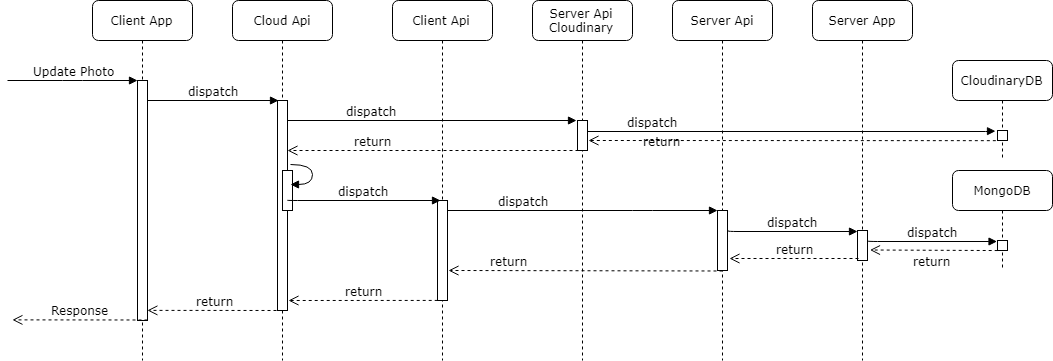 Client App
Cloud Api
Client Api
Server Api
Cloudinary
Server Api
Server App
CloudinaryDB
MongoDB
Update Photo
dispatch
dispatch
dispatch
return
return
dispatch
dispatch
dispatch
dispatch
return
return
return
return
return
Response